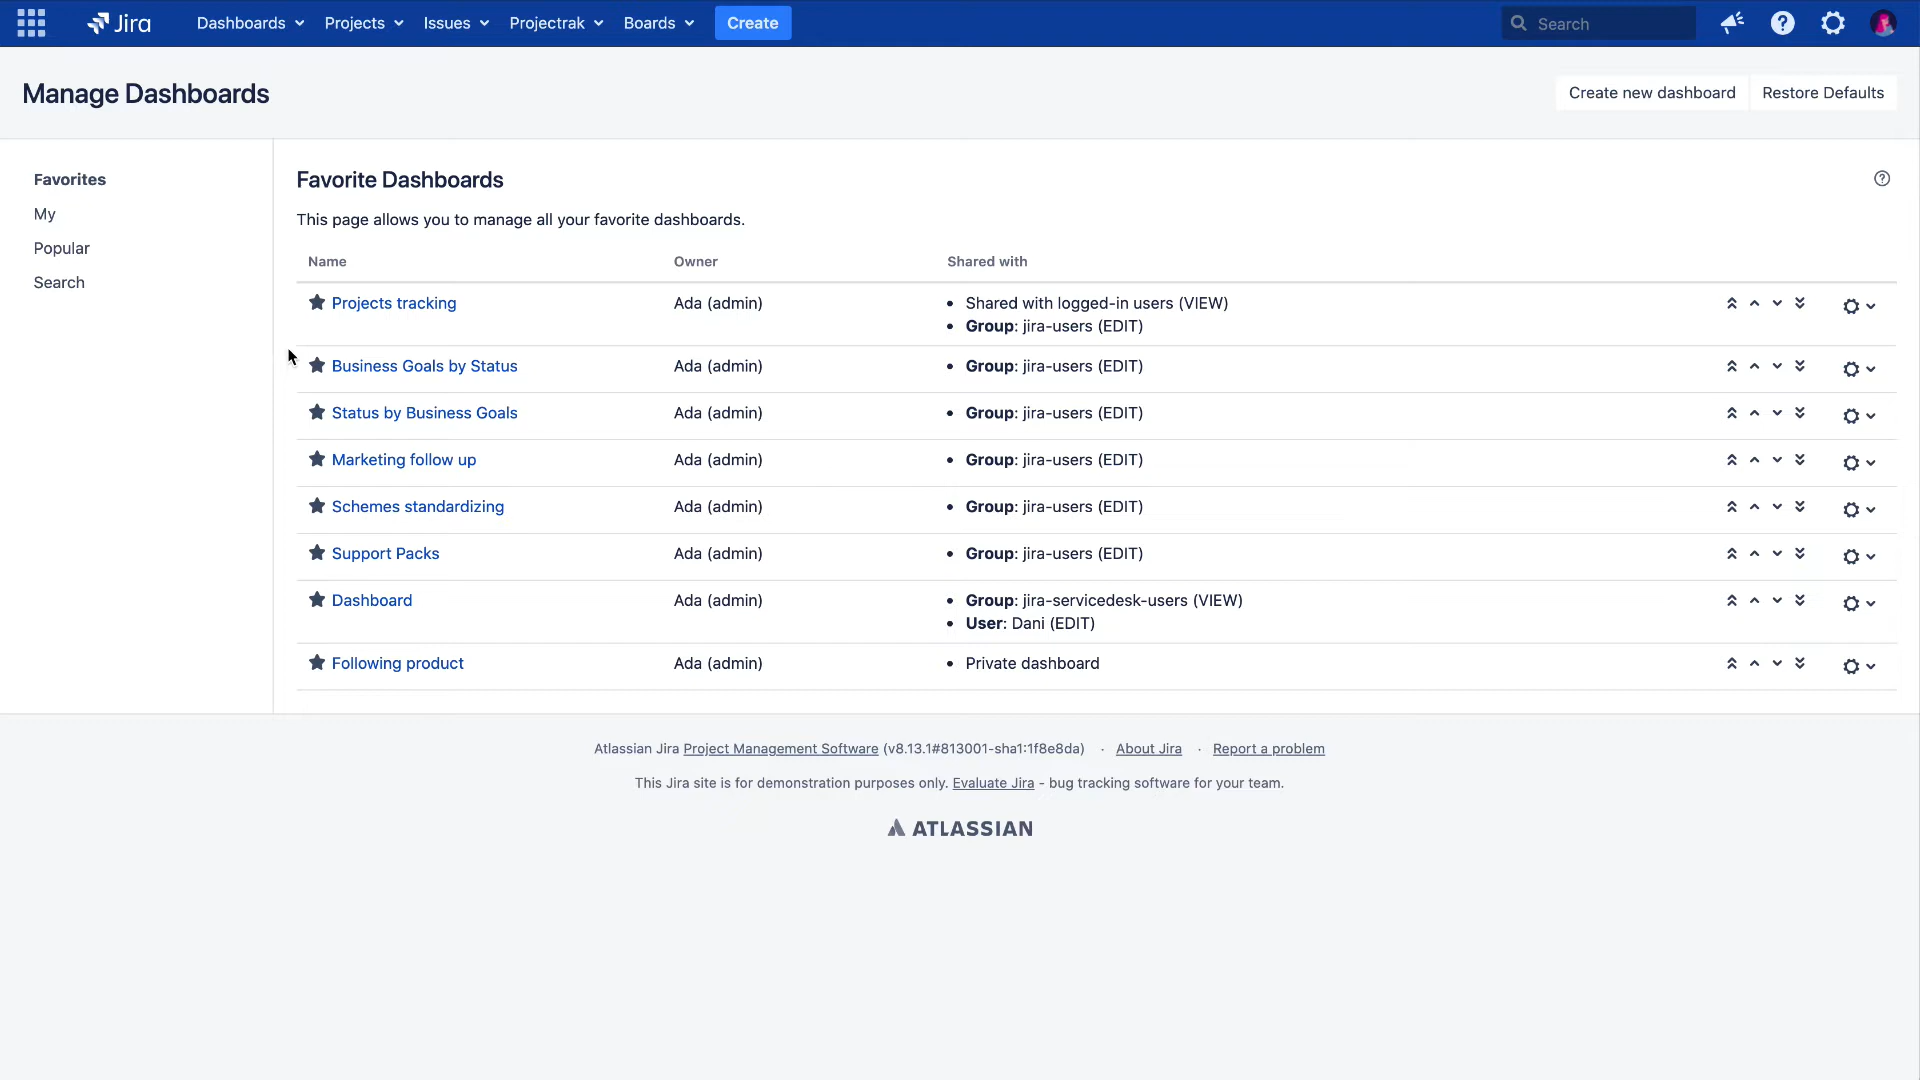 Jira Dashboards Projects Issues Projectrak Boards Create Search
Manage Dashboards
Create new dashboard Restore Defaults
Favorites
My
Popular
Search
Favorite Dashboards
This page allows you to manage all your favorite dashboards.
Name Owner Shared with
Projects tracking Ada (admin) • Shared with logged-in users (VIEW)
• Group: jira-users (EDIT)
Business Goals by Status Ada (admin) • Group: jira-users (EDIT)
Status by Business Goals Ada (admin) • Group: jira-users (EDIT)
Marketing follow up Ada (admin) • Group: jira-users (EDIT)
Schemes standardizing Ada (admin) • Group: jira-users (EDIT)
Support Packs Ada (admin) • Group: jira-users (EDIT)
Dashboard Ada (admin) • Group: jira-servicedesk-users (VIEW)
• User: Dani (EDIT)
Following product Ada (admin) • Private dashboard
Atlassian Jira Project Management Software (v8.13.1#813001-sha1:1f8e8da) · About Jira · Report a problem
This Jira site is for demonstration purposes only. Evaluate Jira - bug tracking software for your team.
ATLASSIAN